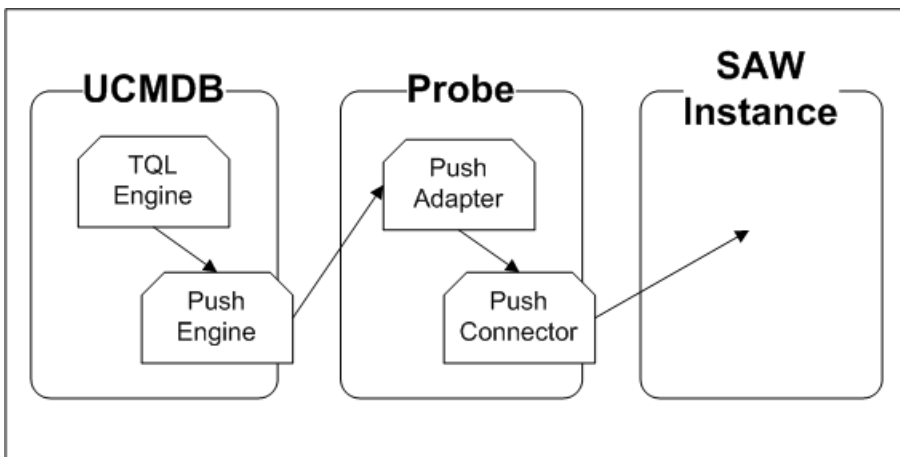 UCMDB
TQL
Engine
Push
Engine
Probe
Push
Adapter
Push
Connector
SAW
Instance